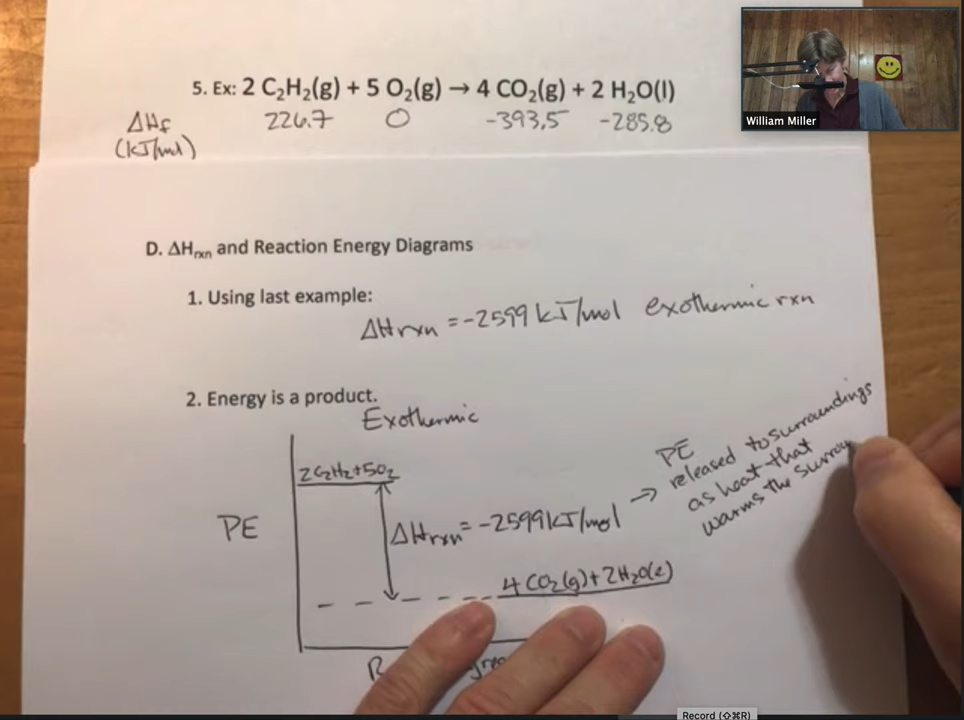 5. Ex: 2 C₂H₂(g) + 5 O₂(g) → 4 CO₂(g) + 2 H₂O(l)
ΔHf 226.7 0 -393.5 -285.8
(kJ/mol)
William Miller
D. ΔHrxn and Reaction Energy Diagrams
1. Using last example:
ΔHrxn = -2599 kJ/mol exothermic rxn
2. Energy is a product.
Exothermic
2C₂H₂+5O₂
PE
ΔHrxn = -2599 kJ/mol →
PE
released to surroundings
as heat that
warms the
4CO₂(g)+2H₂O(l)
Record (⇧⌘R)